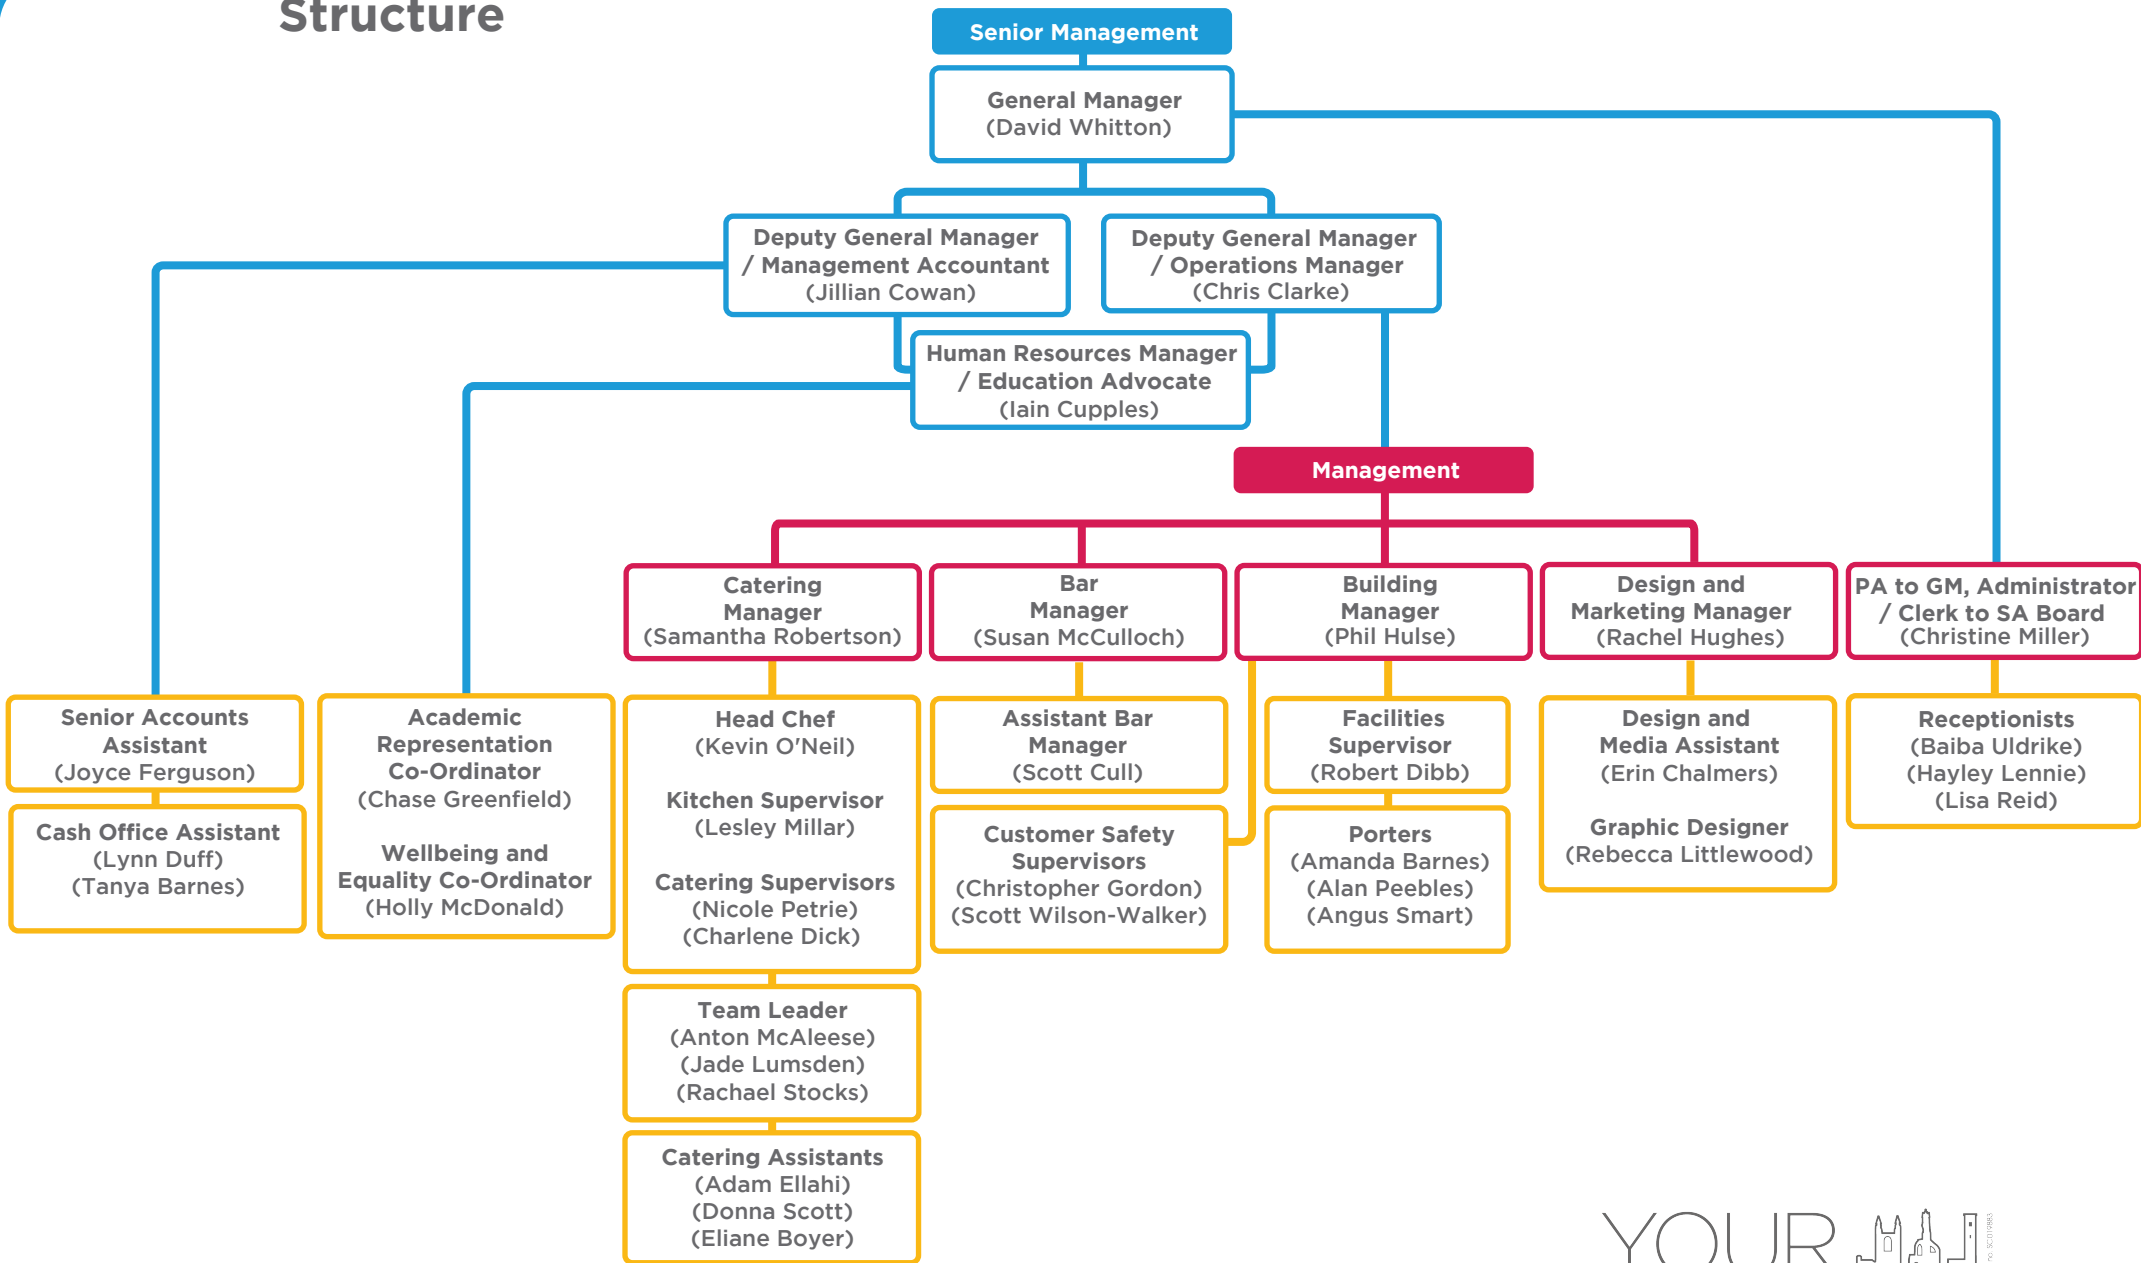 Structure
Senior Management
General Manager
(David Whitton)
Deputy General Manager
/ Management Accountant
(Jillian Cowan)
Deputy General Manager
/ Operations Manager
(Chris Clarke)
Human Resources Manager
/ Education Advocate
(Iain Cupples)
Management
Catering
Manager
(Samantha Robertson)
Bar
Manager
(Susan McCulloch)
Building
Manager
(Phil Hulse)
Design and
Marketing Manager
(Rachel Hughes)
PA to GM, Administrator
/ Clerk to SA Board
(Christine Miller)
Senior Accounts
Assistant
(Joyce Ferguson)
Cash Office Assistant
(Lynn Duff)
(Tanya Barnes)
Academic
Representation
Co-Ordinator
(Chase Greenfield)
Wellbeing and
Equality Co-Ordinator
(Holly McDonald)
Head Chef
(Kevin O'Neil)
Kitchen Supervisor
(Lesley Millar)
Catering Supervisors
(Nicole Petrie)
(Charlene Dick)
Team Leader
(Anton McAleese)
(Jade Lumsden)
(Rachael Stocks)
Catering Assistants
(Adam Ellahi)
(Donna Scott)
(Eliane Boyer)
Assistant Bar
Manager
(Scott Cull)
Customer Safety
Supervisors
(Christopher Gordon)
(Scott Wilson-Walker)
Facilities
Supervisor
(Robert Dibb)
Porters
(Amanda Barnes)
(Alan Peebles)
(Angus Smart)
Design and
Media Assistant
(Erin Chalmers)
Graphic Designer
(Rebecca Littlewood)
Receptionists
(Baiba Uldrike)
(Hayley Lennie)
(Lisa Reid)
YOUR